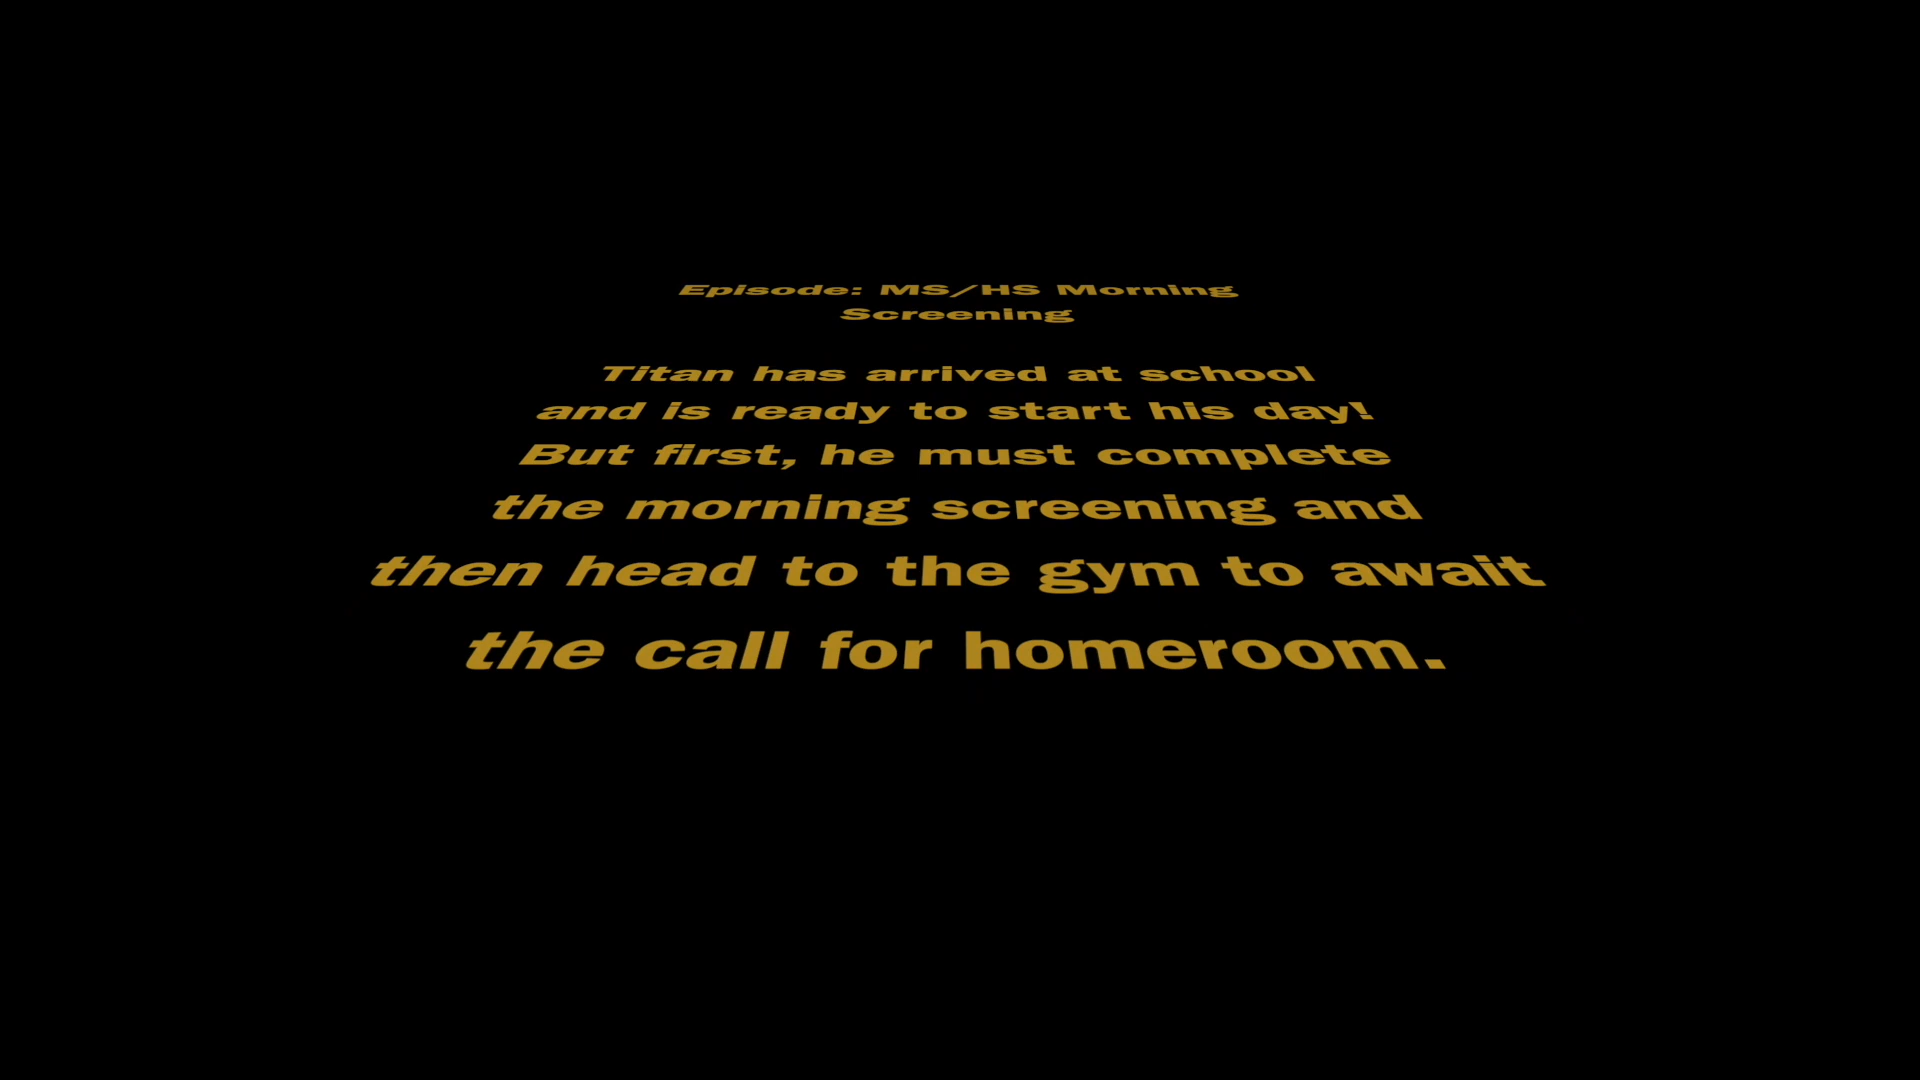 Episode: MS/HS Morning
Screening
Titan has arrived at school
and is ready to start his day!
But first, he must complete
the morning screening and
then head to the gym to await
the call for homeroom.